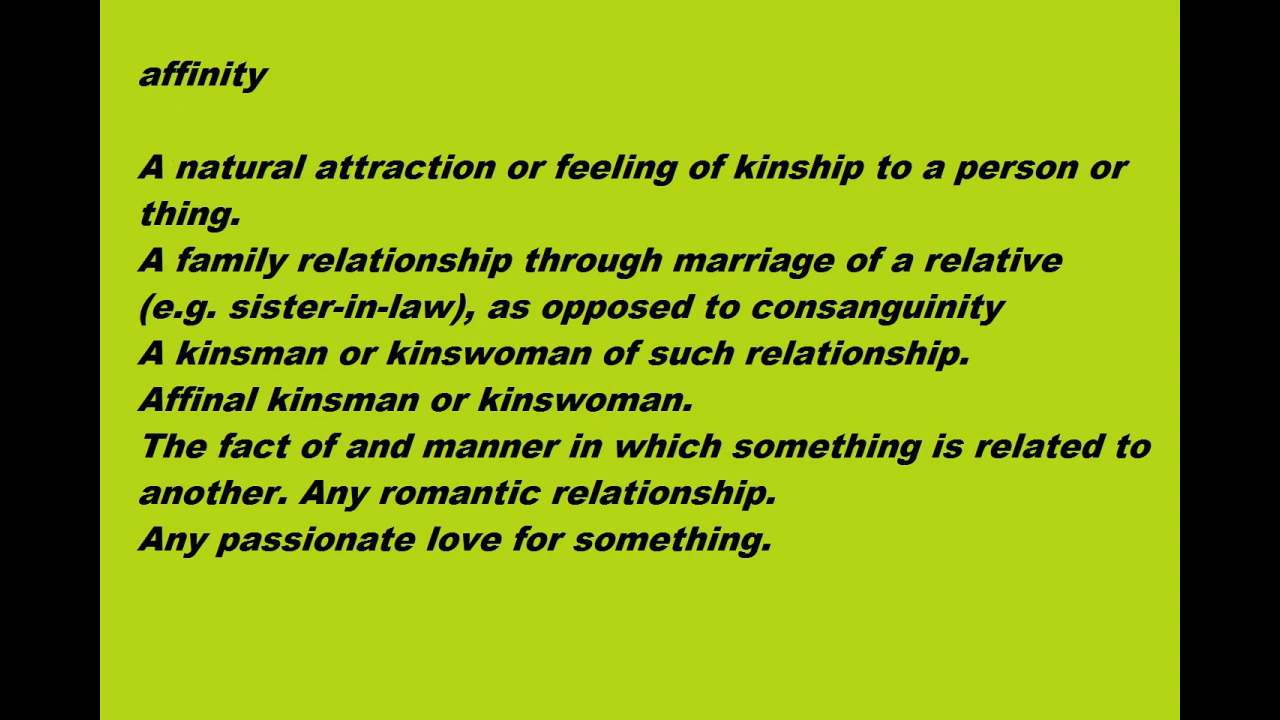 affinity
A natural attraction or feeling of kinship to a person or
thing.
A family relationship through marriage of a relative
(e.g. sister-in-law), as opposed to consanguinity
A kinsman or kinswoman of such relationship.
Affinal kinsman or kinswoman.
The fact of and manner in which something is related to
another. Any romantic relationship.
Any passionate love for something.